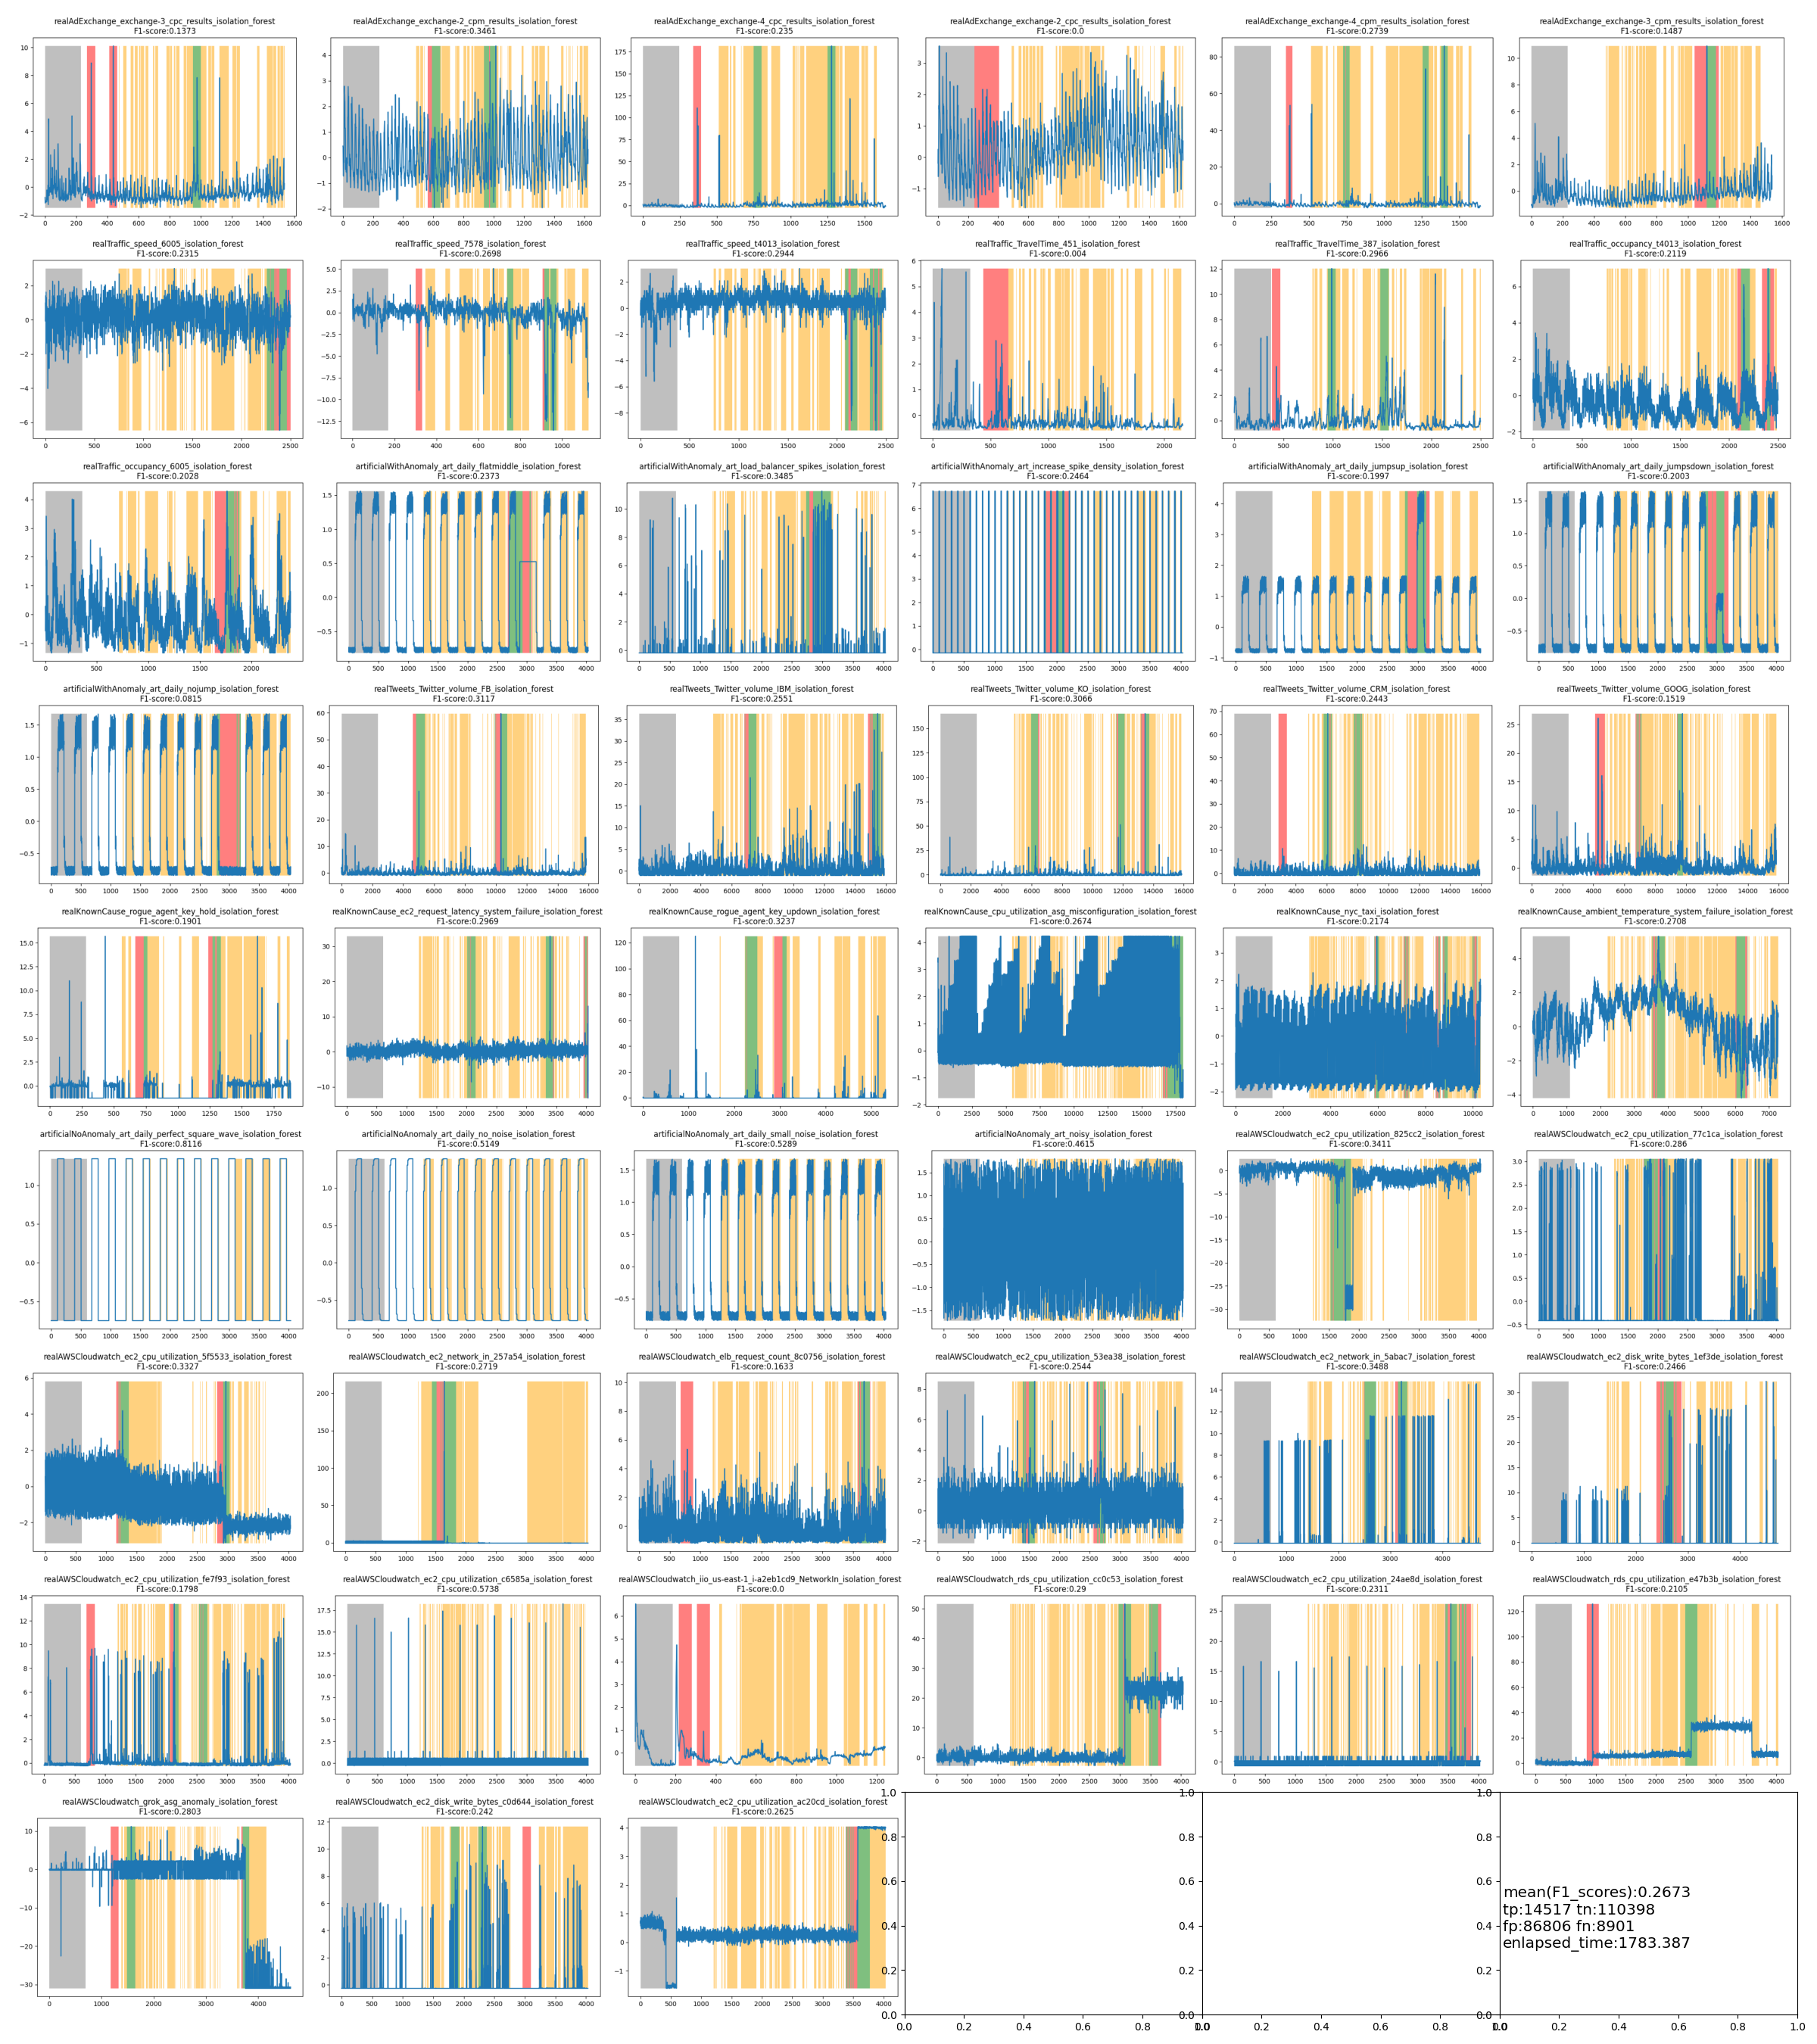 realAdExchange_exchange-3_cpc_results_isolation_forest
F1-score:0.1373
realAdExchange_exchange-2_cpm_results_isolation_forest
F1-score:0.3461
realAdExchange_exchange-4_cpc_results_isolation_forest
F1-score:0.235
realAdExchange_exchange-2_cpc_results_isolation_forest
F1-score:0.0
realAdExchange_exchange-4_cpm_results_isolation_forest
F1-score:0.2739
realAdExchange_exchange-3_cpm_results_isolation_forest
F1-score:0.1487
realTraffic_speed_6005_isolation_forest
F1-score:0.2315
realTraffic_speed_7578_isolation_forest
F1-score:0.2698
realTraffic_speed_t4013_isolation_forest
F1-score:0.2944
realTraffic_TravelTime_451_isolation_forest
F1-score:0.004
realTraffic_TravelTime_387_isolation_forest
F1-score:0.2966
realTraffic_occupancy_t4013_isolation_forest
F1-score:0.2119
realTraffic_occupancy_6005_isolation_forest
F1-score:0.2028
artificialWithAnomaly_art_daily_flatmiddle_isolation_forest
F1-score:0.2373
artificialWithAnomaly_art_load_balancer_spikes_isolation_forest
F1-score:0.3485
artificialWithAnomaly_art_increase_spike_density_isolation_forest
F1-score:0.2464
artificialWithAnomaly_art_daily_jumpsup_isolation_forest
F1-score:0.1997
artificialWithAnomaly_art_daily_jumpsdown_isolation_forest
F1-score:0.2003
artificialWithAnomaly_art_daily_nojump_isolation_forest
F1-score:0.0815
realTweets_Twitter_volume_FB_isolation_forest
F1-score:0.3117
realTweets_Twitter_volume_IBM_isolation_forest
F1-score:0.2551
realTweets_Twitter_volume_KO_isolation_forest
F1-score:0.3066
realTweets_Twitter_volume_CRM_isolation_forest
F1-score:0.2443
realTweets_Twitter_volume_GOOG_isolation_forest
F1-score:0.1519
realKnownCause_rogue_agent_key_hold_isolation_forest
F1-score:0.1901
realKnownCause_ec2_request_latency_system_failure_isolation_forest
F1-score:0.2969
realKnownCause_rogue_agent_key_updown_isolation_forest
F1-score:0.3237
realKnownCause_cpu_utilization_asg_misconfiguration_isolation_forest
F1-score:0.2674
realKnownCause_nyc_taxi_isolation_forest
F1-score:0.2174
realKnownCause_ambient_temperature_system_failure_isolation_forest
F1-score:0.2708
artificialNoAnomaly_art_daily_perfect_square_wave_isolation_forest
F1-score:0.8116
artificialNoAnomaly_art_daily_no_noise_isolation_forest
F1-score:0.5149
artificialNoAnomaly_art_daily_small_noise_isolation_forest
F1-score:0.5289
artificialNoAnomaly_art_noisy_isolation_forest
F1-score:0.4615
realAWSCloudwatch_ec2_cpu_utilization_825cc2_isolation_forest
F1-score:0.3411
realAWSCloudwatch_ec2_cpu_utilization_77c1ca_isolation_forest
F1-score:0.286
realAWSCloudwatch_ec2_cpu_utilization_5f5533_isolation_forest
F1-score:0.3327
realAWSCloudwatch_ec2_network_in_257a54_isolation_forest
F1-score:0.2719
realAWSCloudwatch_elb_request_count_8c0756_isolation_forest
F1-score:0.1633
realAWSCloudwatch_ec2_cpu_utilization_53ea38_isolation_forest
F1-score:0.2544
realAWSCloudwatch_ec2_network_in_5abac7_isolation_forest
F1-score:0.3488
realAWSCloudwatch_ec2_disk_write_bytes_1ef3de_isolation_forest
F1-score:0.2466
realAWSCloudwatch_ec2_cpu_utilization_fe7f93_isolation_forest
F1-score:0.1798
realAWSCloudwatch_ec2_cpu_utilization_c6585a_isolation_forest
F1-score:0.5738
realAWSCloudwatch_iio_us-east-1_i-a2eb1cd9_NetworkIn_isolation_forest
F1-score:0.0
realAWSCloudwatch_rds_cpu_utilization_cc0c53_isolation_forest
F1-score:0.29
realAWSCloudwatch_ec2_cpu_utilization_24ae8d_isolation_forest
F1-score:0.2311
realAWSCloudwatch_rds_cpu_utilization_e47b3b_isolation_forest
F1-score:0.2105
realAWSCloudwatch_grok_asg_anomaly_isolation_forest
F1-score:0.2803
realAWSCloudwatch_ec2_disk_write_bytes_c0d644_isolation_forest
F1-score:0.242
realAWSCloudwatch_ec2_cpu_utilization_ac20cd_isolation_forest
F1-score:0.2625
mean(F1_scores):0.2673
tp:14517 tn:110398
fp:86806 fn:8901
enlapsed_time:1783.387